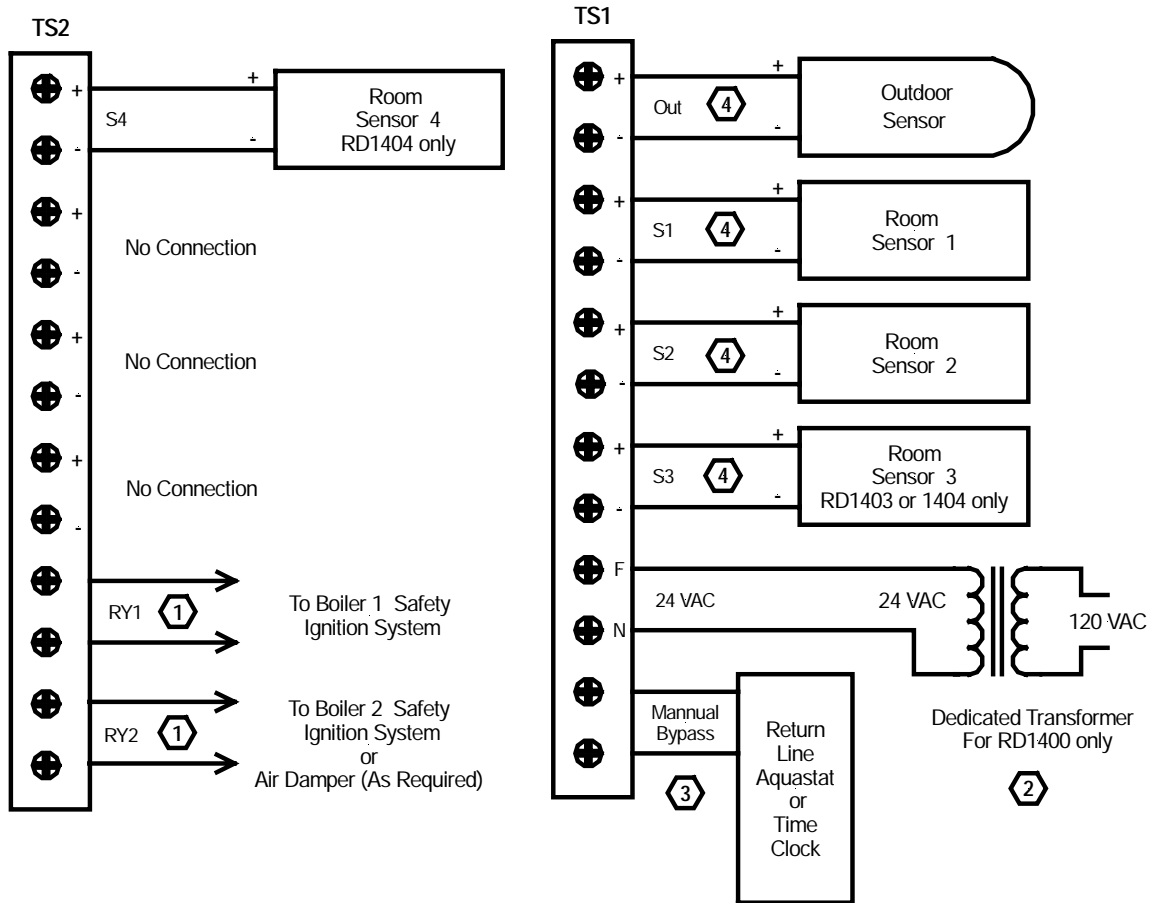 TS2
+
S4
-
+
-
Room
Sensor 4
RD1404 only
+
-
No Connection
+
-
No Connection
+
-
No Connection
RY1
1
To Boiler 1 Safety
Ignition System
RY2
1
To Boiler 2 Safety
Ignition System
or
Air Damper (As Required)
TS1
+
Out
4
-
+
-
Outdoor
Sensor
+
S1
4
-
+
-
Room
Sensor 1
+
S2
4
-
+
-
Room
Sensor 2
+
S3
4
-
+
-
Room
Sensor 3
RD1403 or 1404 only
F
24 VAC
N
24 VAC
120 VAC
Dedicated Transformer
For RD1400 only
2
Mannual
Bypass
3
Return
Line
Aquastat
or
Time
Clock